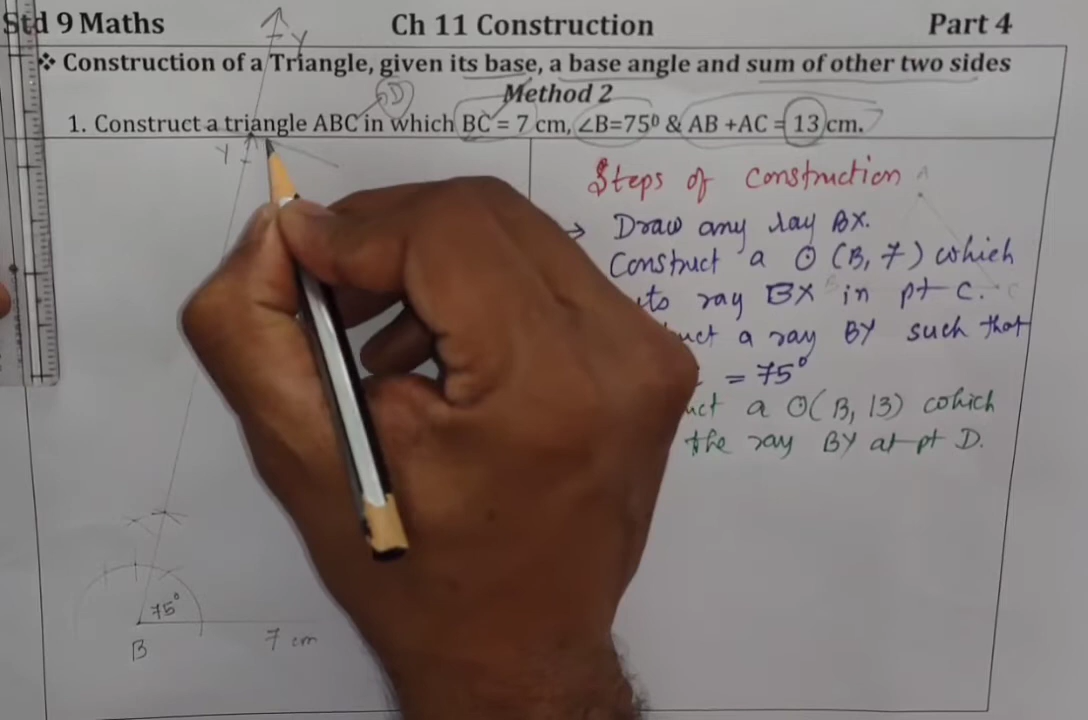 Std 9 Maths Ch 11 Construction Part 4
❖ Construction of a Triangle, given its base, a base angle and sum of other two sides
Method 2
D
1. Construct a triangle ABC in which BC = 7 cm, ∠B=75⁰ & AB +AC = 13 cm.
Y
Y
Steps of construction
→ Draw any ray BX.
Construct a ⊙ (B, 7) which
ray BX in pt C.
a ray BY such that
= 75⁰
a ⊙(B, 13) which
the ray BY at pt D.
75⁰
B
7 cm